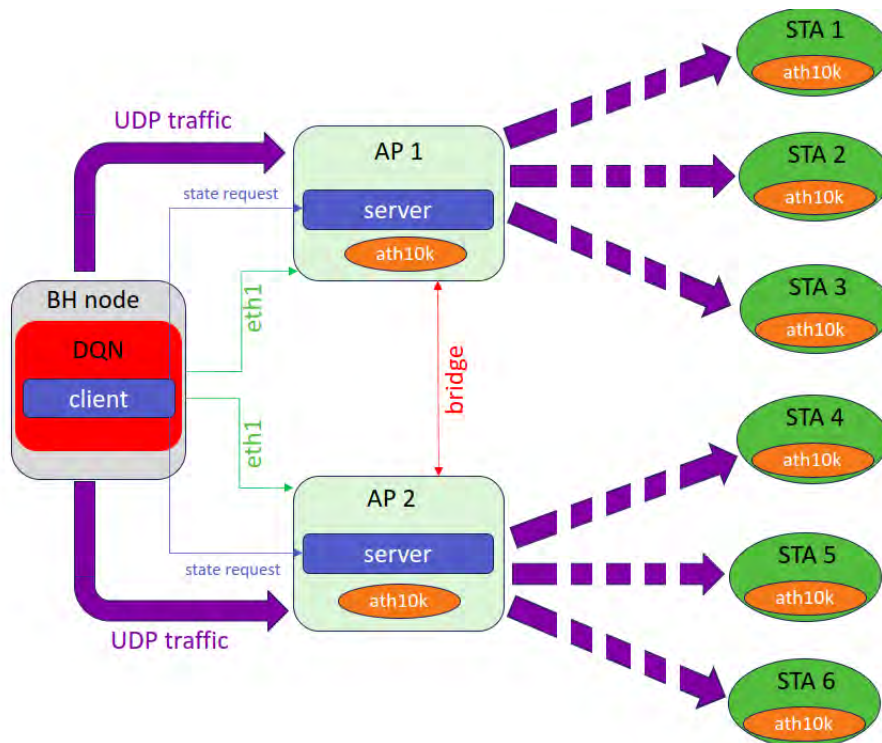 STA 1
ath10k
UDP traffic
AP 1
STA 2
ath10k
state request
server
ath10k
STA 3
ath10k
BH node
eth1
DQN
client
bridge
eth1
STA 4
ath10k
AP 2
server
STA 5
ath10k
state request
ath10k
UDP traffic
STA 6
ath10k